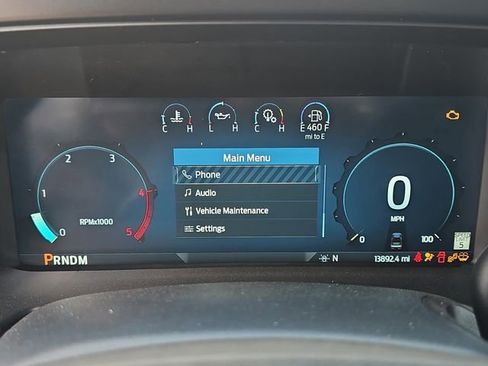 C H
L H
C H
E 460 F
mi to E
Main Menu
Phone
Audio
Vehicle Maintenance
Settings
0 2 3 4 5
RPMx1000
0
MPH
0 100
5
PRNDM
N
13892.4 mi